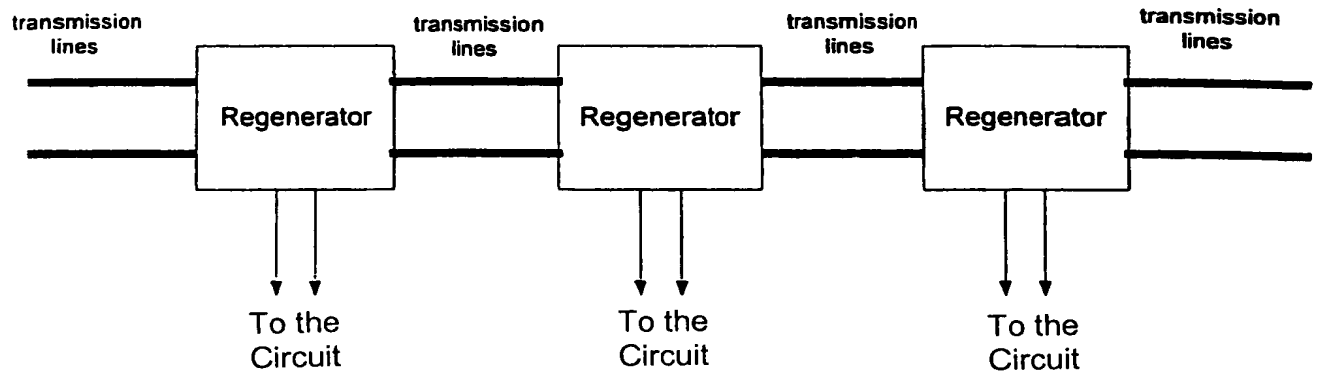 transmission
lines
transmission
lines
transmission
lines
transmission
lines
Regenerator
Regenerator
Regenerator
To the
Circuit
To the
Circuit
To the
Circuit